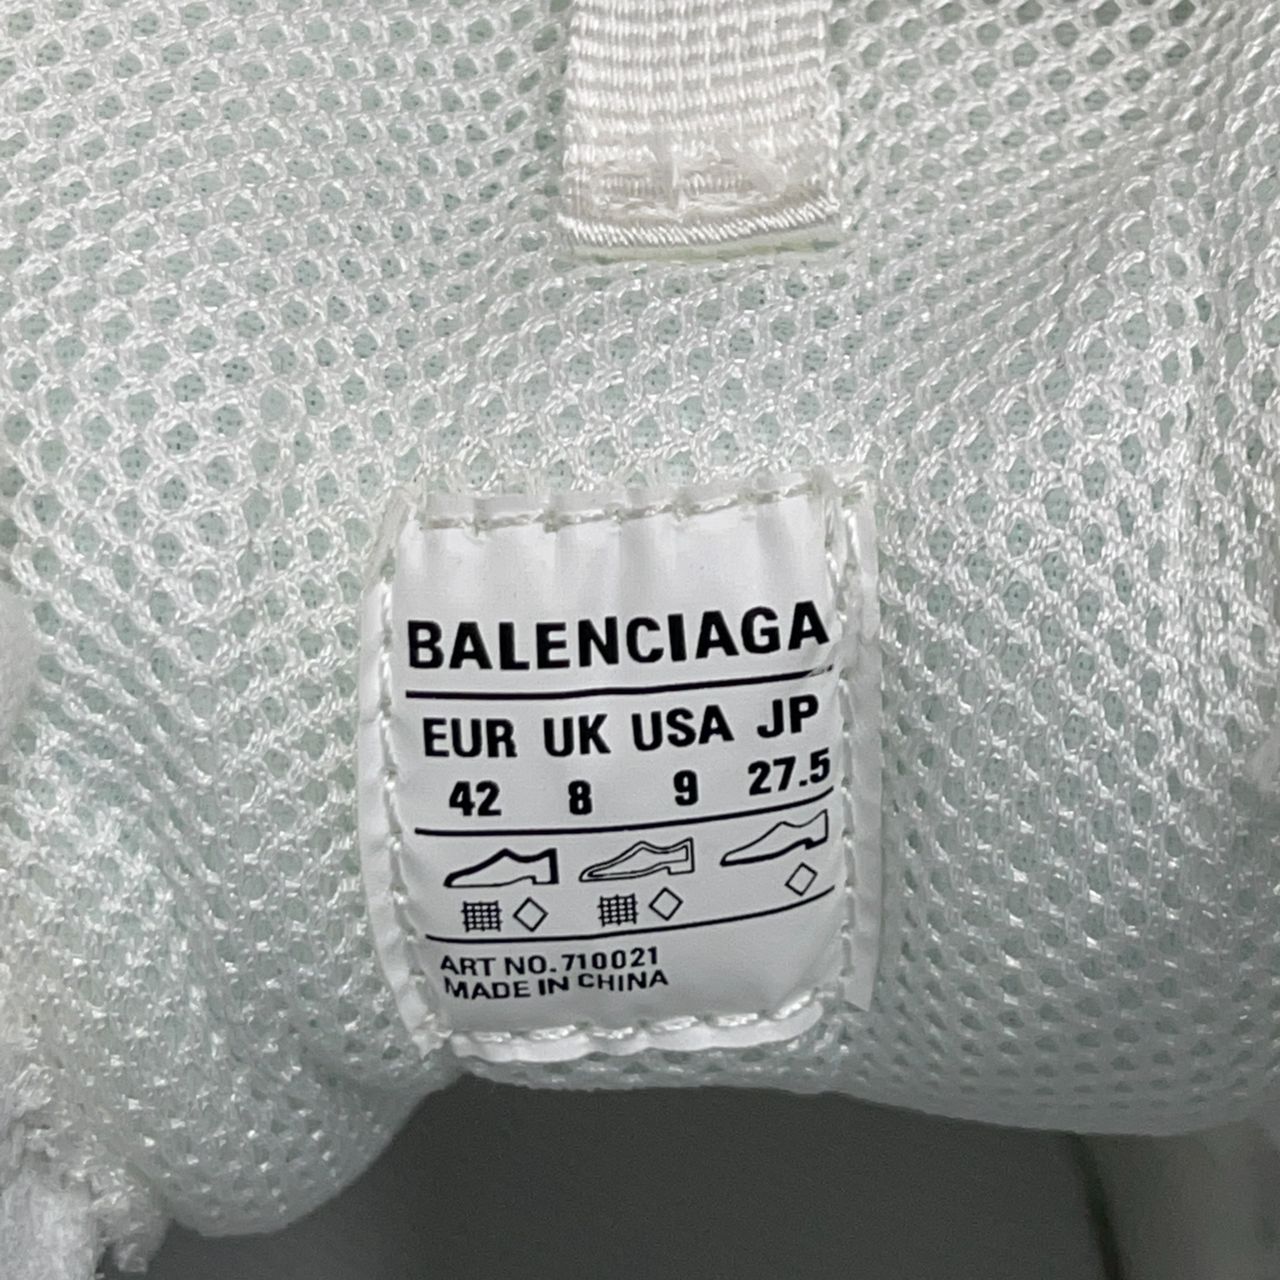 BALENCIAGA
EUR UK USA JP
42 8 9 27.5
ART NO. 710021
MADE IN CHINA